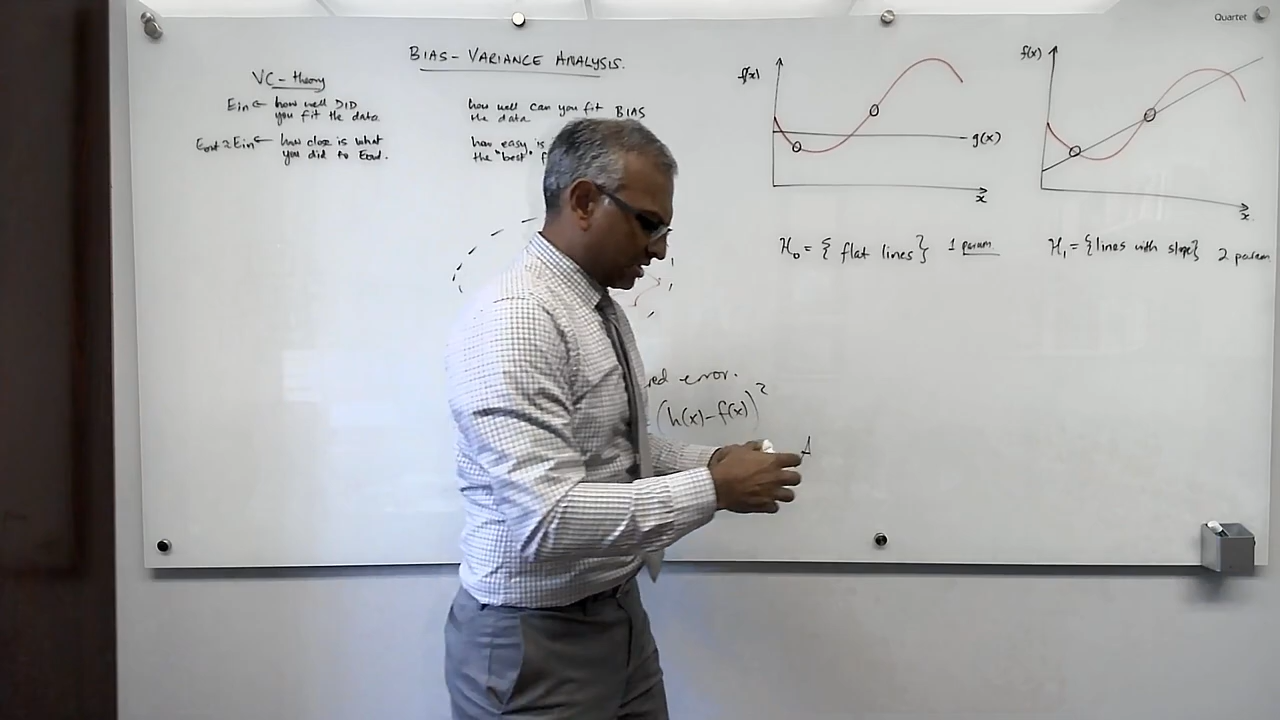 Quartet
BIAS-VARIANCE ANALYSIS.
VC-theory
Ein ← how well DID
you fit the data.
Eout ≈ Ein ← how close is what
you did to Eout.
how well can you fit BIAS
the data
how easy is
the "best"
f(x)
g(x)
x
H₀ = { flat lines } 1 param
f(x)
x
H₁ = {lines with slope} 2 param
red error.
(h(x)-f(x))²